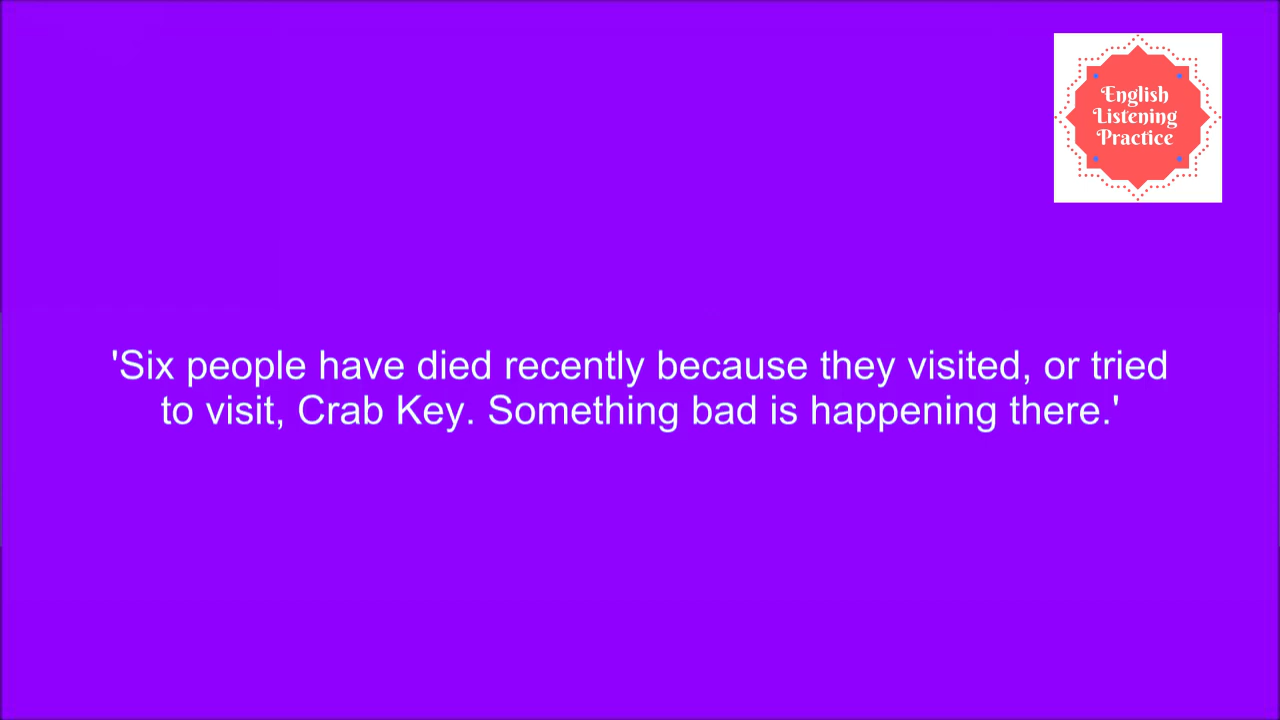 English
Listening
Practice
'Six people have died recently because they visited, or tried
to visit, Crab Key. Something bad is happening there.'